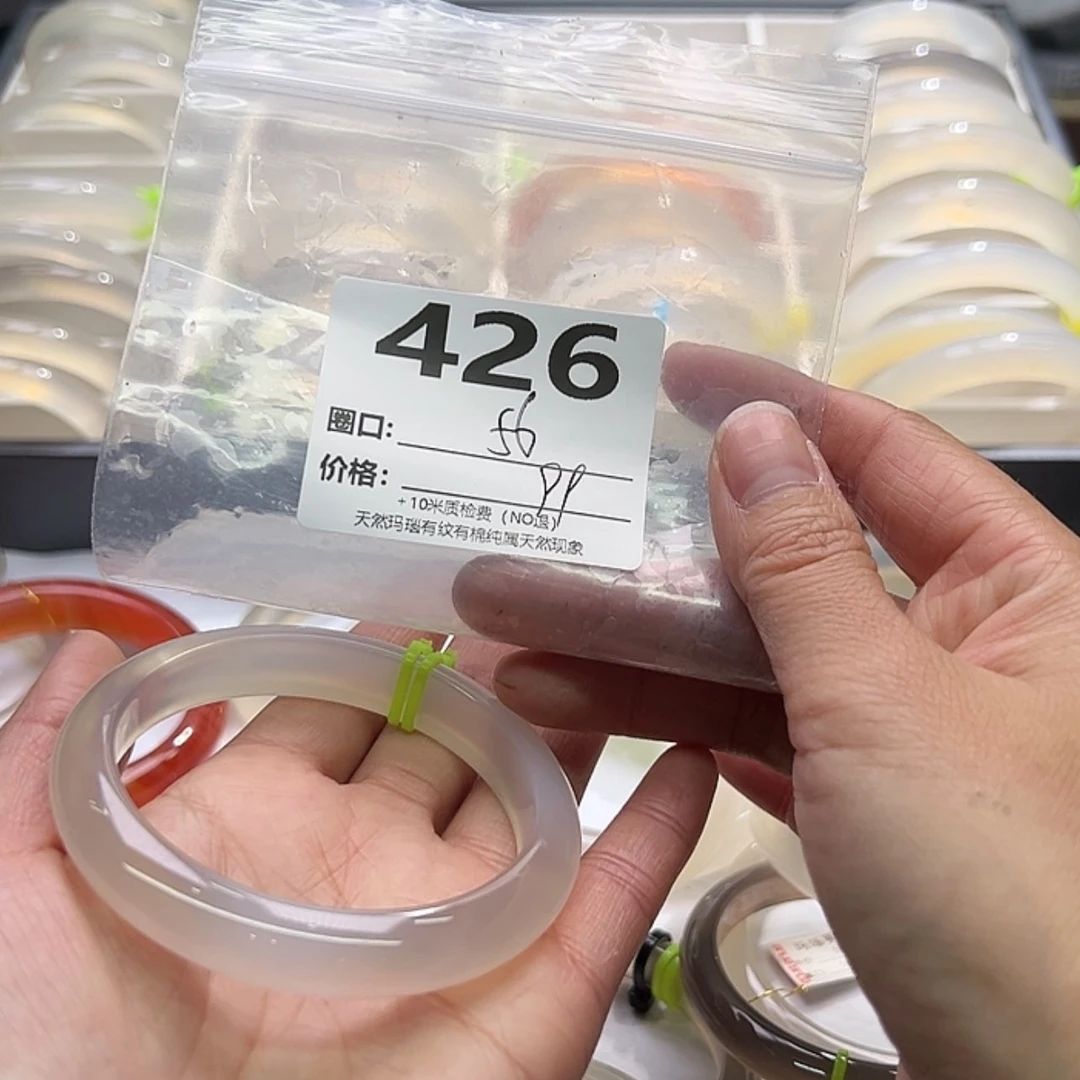 426
圈口: 56
价格:
+10米质检费（NO退）
天然玛瑙有纹有棉纯属天然现象